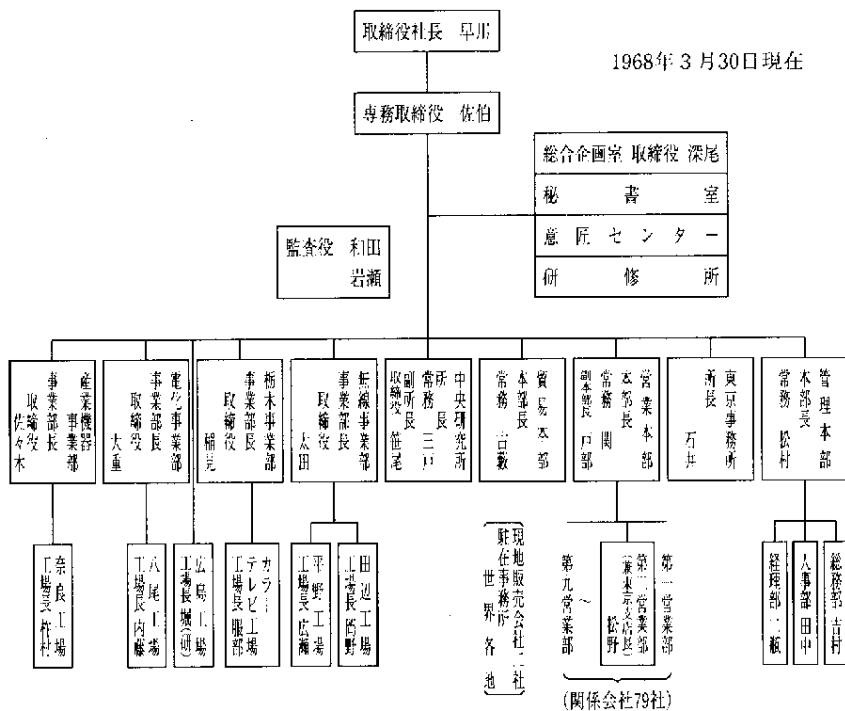 取締役社長 早川
1968年3月30日現在
専務取締役 佐伯
総合企画室 取締役 深尾
秘書室
意匠センター
研修所
監査役 和田
岩瀬
管理本部
本部長
常務 松村
東京事務所
所長 石井
営業本部
本部長
常務 関
副本部長 戸部
貿易本部
本部長
常務 古藪
中央研究所
所長
常務 三戸
副所長
取締役 笹尾
無線事業部
事業部長
取締役
太田
栃木事業部
事業部長
取締役
稲見
電化事業部
事業部長
取締役
大重
産業機器
事業部
事業部長
取締役
佐々木
総務部 吉村
人事部 田中
経理部 二瓶
第一営業部
第二営業部
(兼東京支店長)
松野
〜
第九営業部
(関係会社79社)
現地販売会社二社
駐在事務所
世界各地
田辺工場
工場長 岡野
平野工場
工場長 広瀬
カラー
テレビ工場
工場長 服部
広島工場
工場長 堀(研)
八尾工場
工場長 内藤
奈良工場
工場長